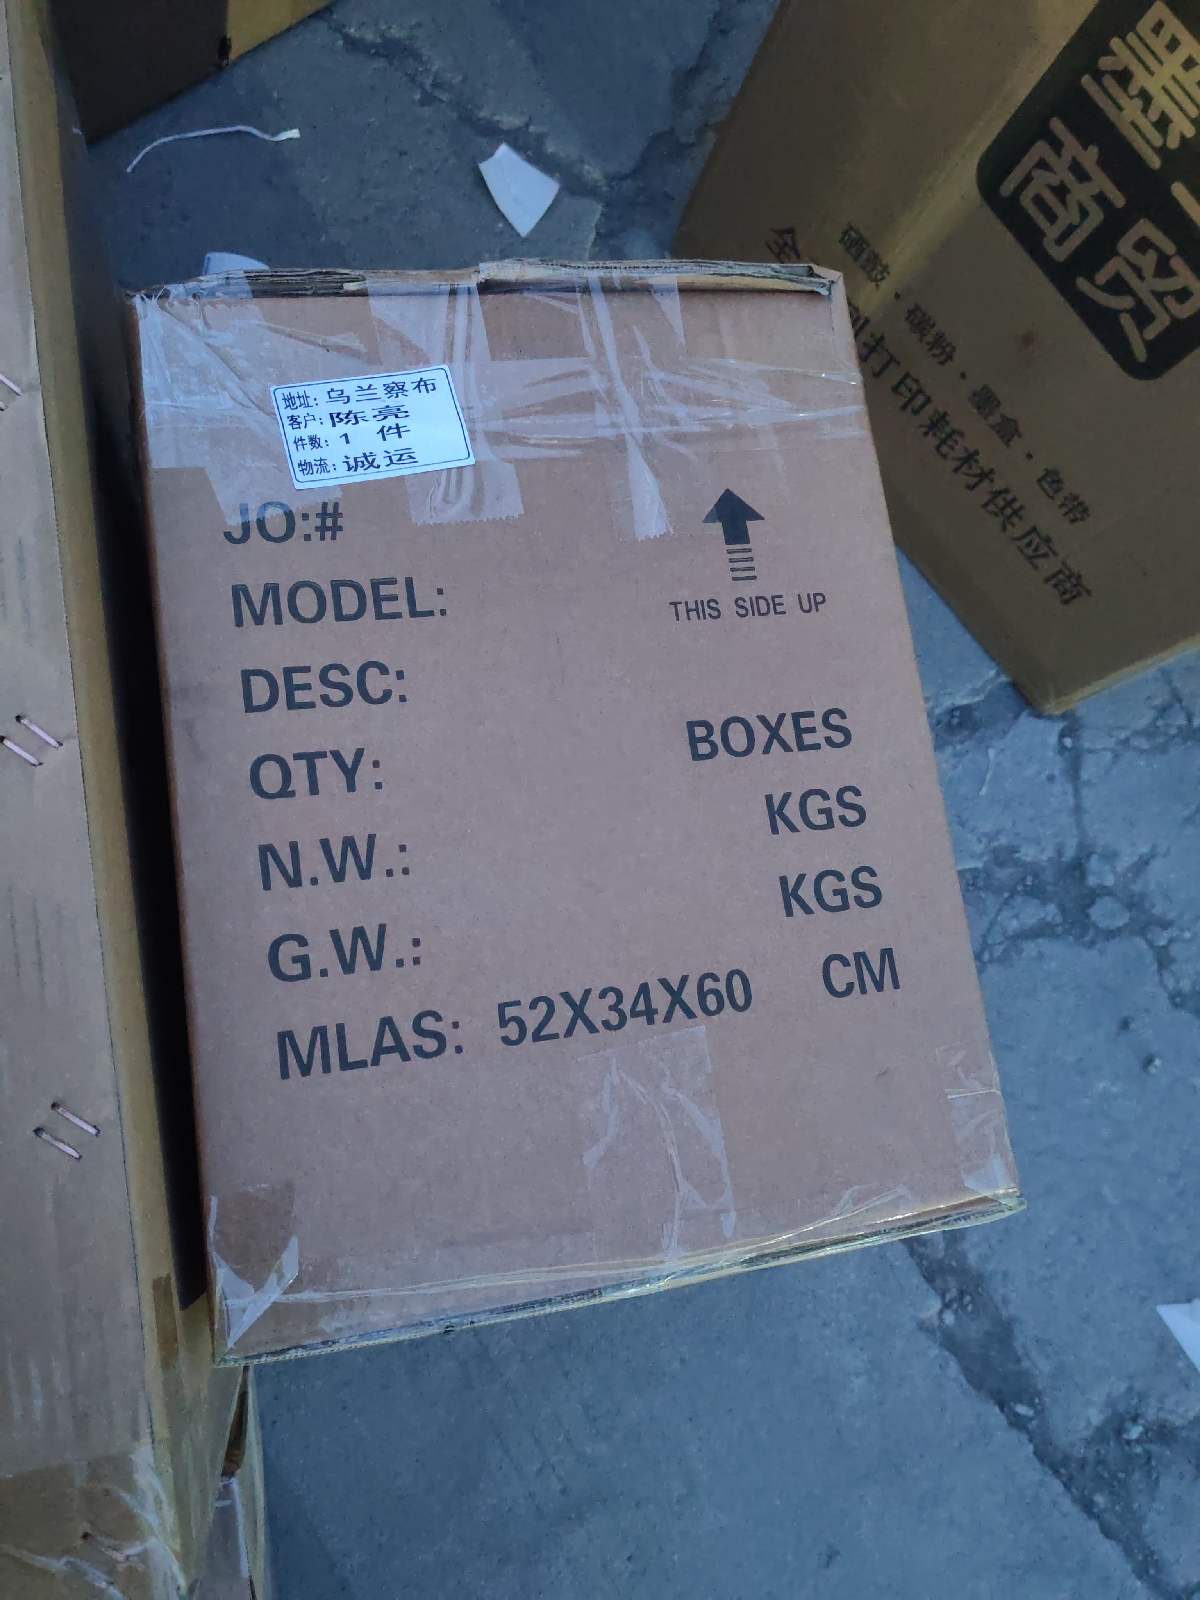 地址: 乌兰察布
客户: 陈亮
件数: 1 件
物流: 诚运
JO:#
MODEL:
DESC:
QTY: BOXES
N.W.: KGS
G.W.: KGS
MLAS: 52X34X60 CM
THIS SIDE UP
墨
商贸
硒鼓·碳粉·墨盒·色带
打印耗材供应商